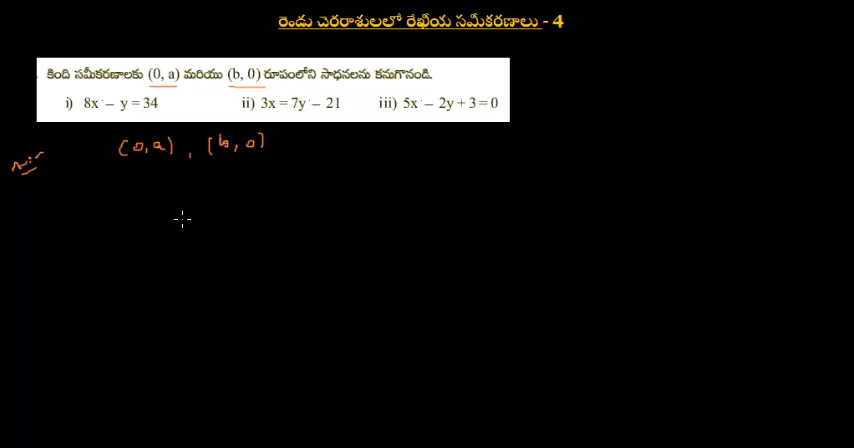 రెండు చరరాశులలో రేఖీయ సమీకరణాలు - 4
కింది సమీకరణాలకు (0, a) మరియు (b, 0) రూపంలోని సాధనలను కనుగొనండి.
i) 8x - y = 34 ii) 3x = 7y - 21 iii) 5x - 2y + 3 = 0
(0, a) , (b, 0)